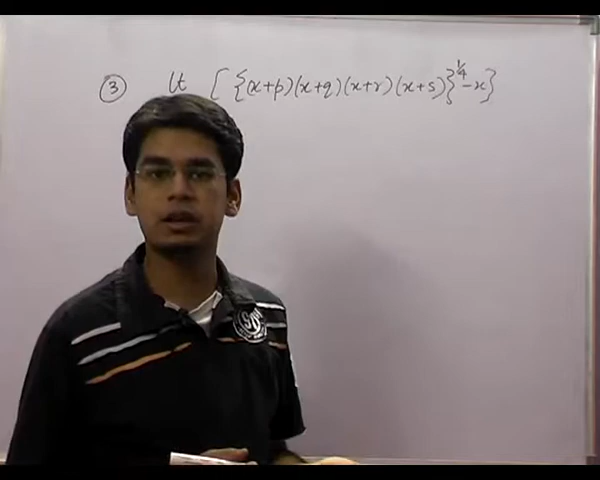 ③ lt [ {(x+p)(x+q)(x+r)(x+s)}^{1/4} -x}